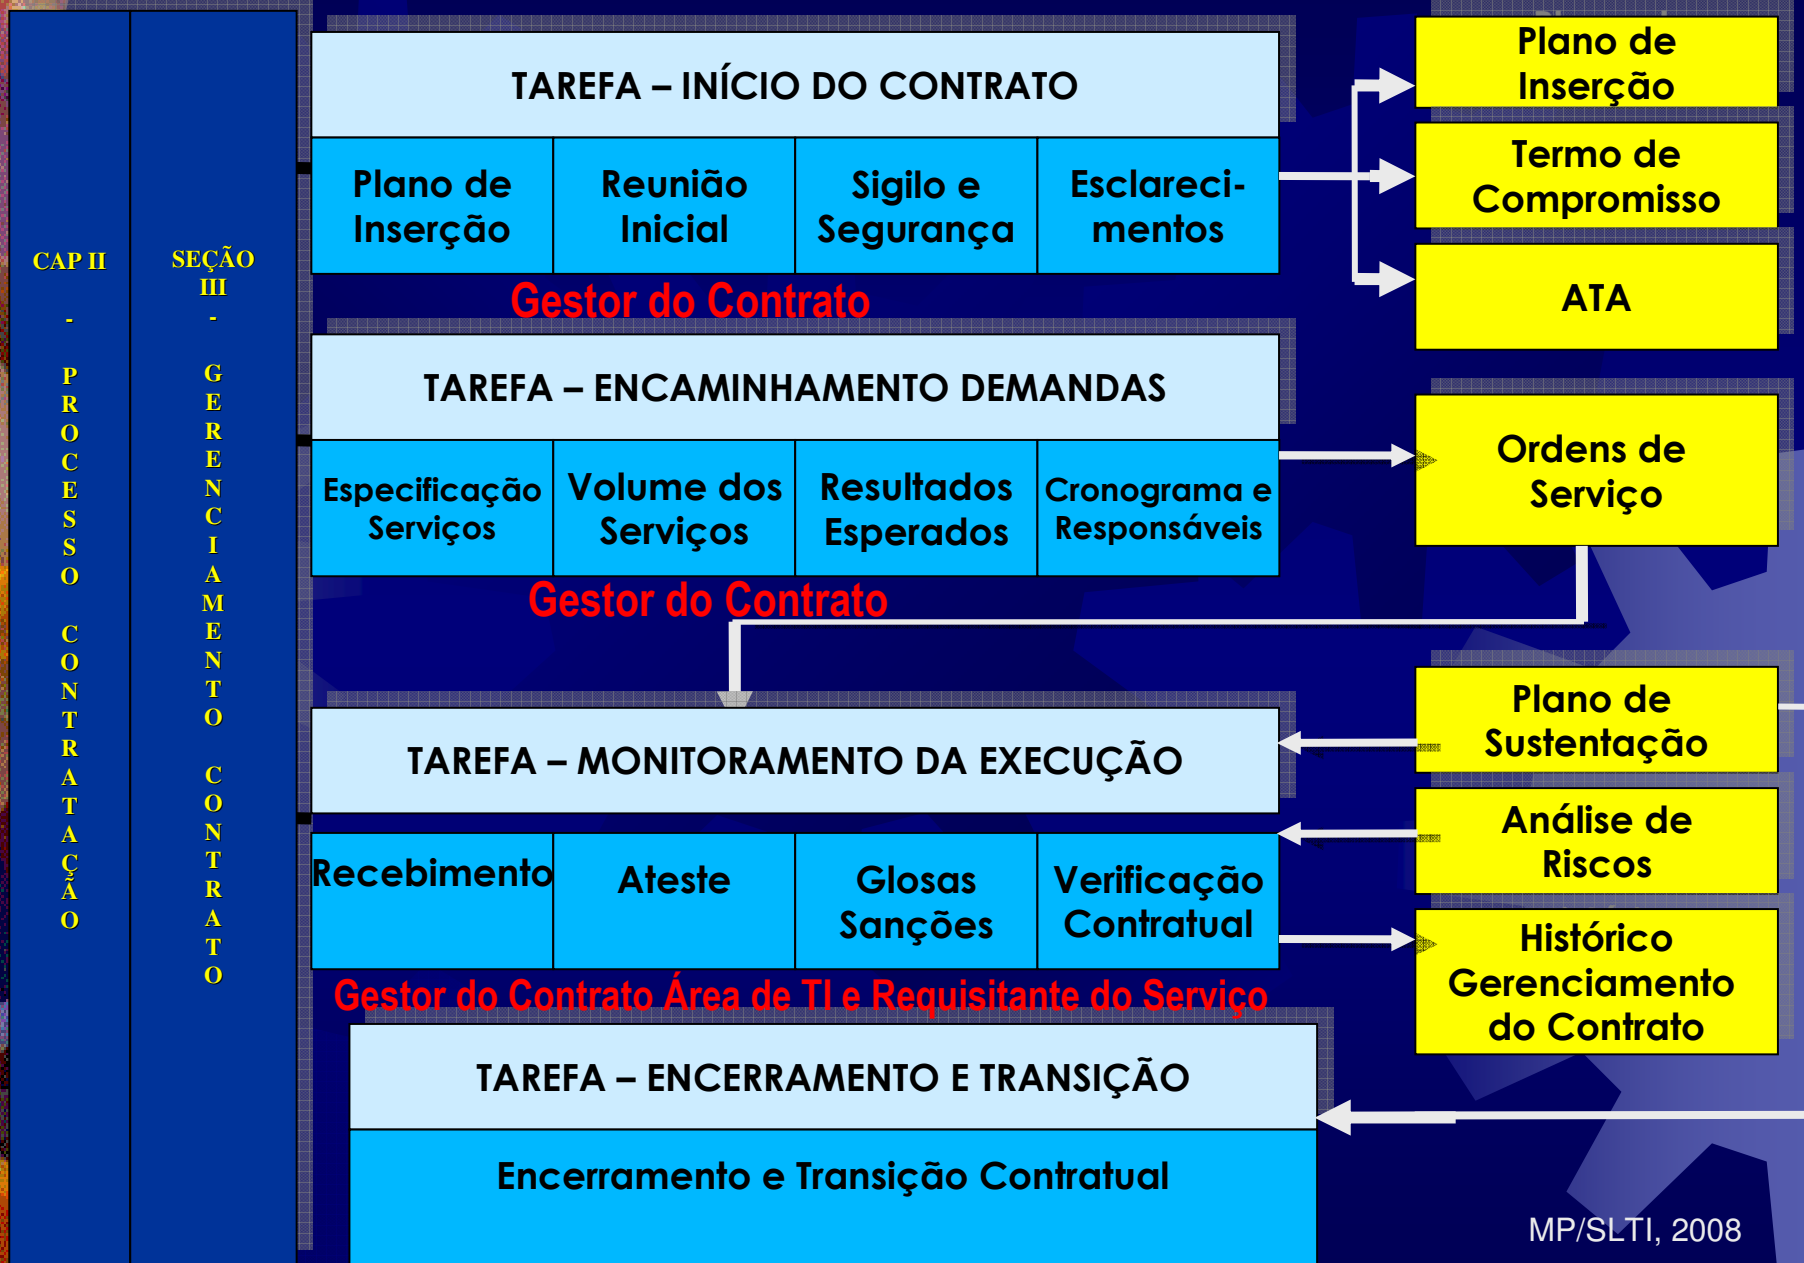 CAP II
-
PROCESSO
CONTRATAÇÃO
SEÇÃO
III
-
GERENCIAMENTO
CONTRATO
TAREFA – INÍCIO DO CONTRATO
Plano de
Inserção
Reunião
Inicial
Sigilo e
Segurança
Esclareci-
mentos
Gestor do Contrato
Plano de
Inserção
Termo de
Compromisso
ATA
TAREFA – ENCAMINHAMENTO DEMANDAS
Especificação
Serviços
Volume dos
Serviços
Resultados
Esperados
Cronograma e
Responsáveis
Gestor do Contrato
Ordens de
Serviço
TAREFA – MONITORAMENTO DA EXECUÇÃO
Recebimento
Ateste
Glosas
Sanções
Verificação
Contratual
Gestor do Contrato Área de TI e Requisitante do Serviço
Plano de
Sustentação
Análise de
Riscos
Histórico
Gerenciamento
do Contrato
TAREFA – ENCERRAMENTO E TRANSIÇÃO
Encerramento e Transição Contratual
MP/SLTI, 2008